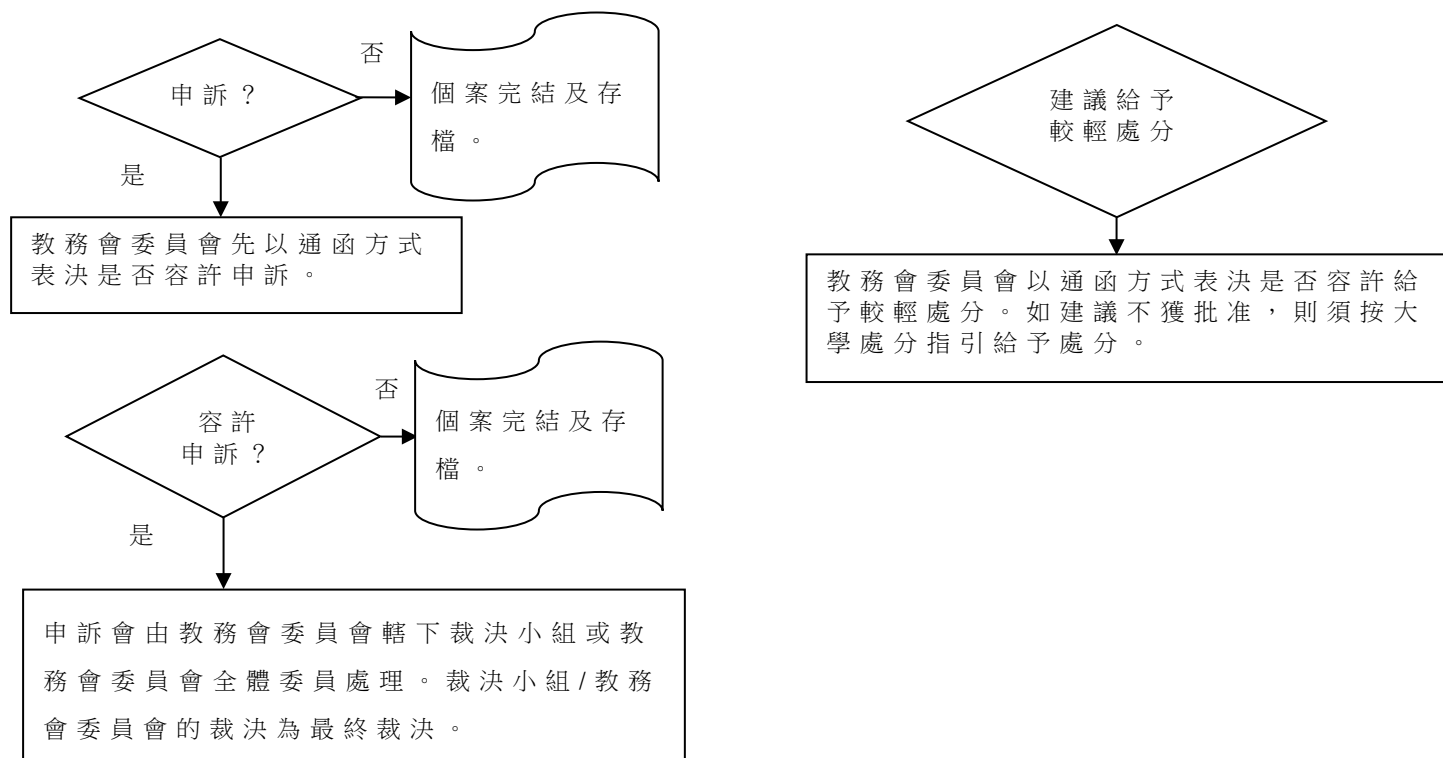 申訴？
否
個案完結及存
檔。
是
教務會委員會先以通函方式
表決是否容許申訴。
容許
申訴？
否
個案完結及存
檔。
是
申訴會由教務會委員會轄下裁決小組或教
務會委員會全體委員處理。裁決小組/教務
會委員會的裁決為最終裁決。
建議給予
較輕處分
教務會委員會以通函方式表決是否容許給
予較輕處分。如建議不獲批准，則須按大
學處分指引給予處分。